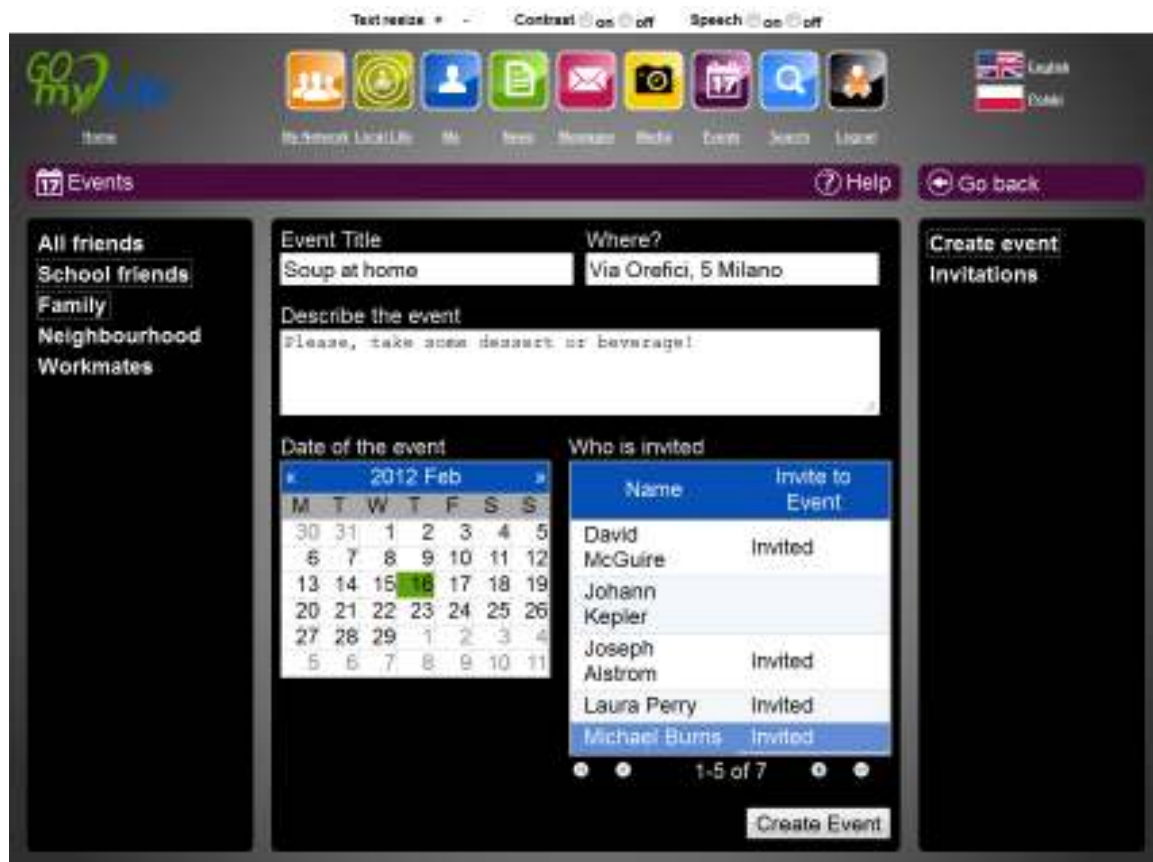 Text resize + -
Contrast on off
Speech on off
GO
my
Home
My Network
Local Life
Me
News
Messages
Media
17
Events
Search
Logout
English
Polski
17 Events
? Help
Go back
All friends
School friends
Family
Neighbourhood
Workmates
Event Title
Soup at home
Where?
Via Orefici, 5 Milano
Describe the event
Please, take some dessert or beverage!
Date of the event
« 2012 Feb »
M T W T F S S
30 31 1 2 3 4 5
6 7 8 9 10 11 12
13 14 15 16 17 18 19
20 21 22 23 24 25 26
27 28 29 1 2 3 4
5 6 7 8 9 10 11
Who is invited
Name
Invite to
Event
David
McGuire
Invited
Johann
Kepler
Joseph
Alstrom
Invited
Laura Perry Invited
Michael Burns Invited
1-5 of 7
Create Event
Create event
Invitations